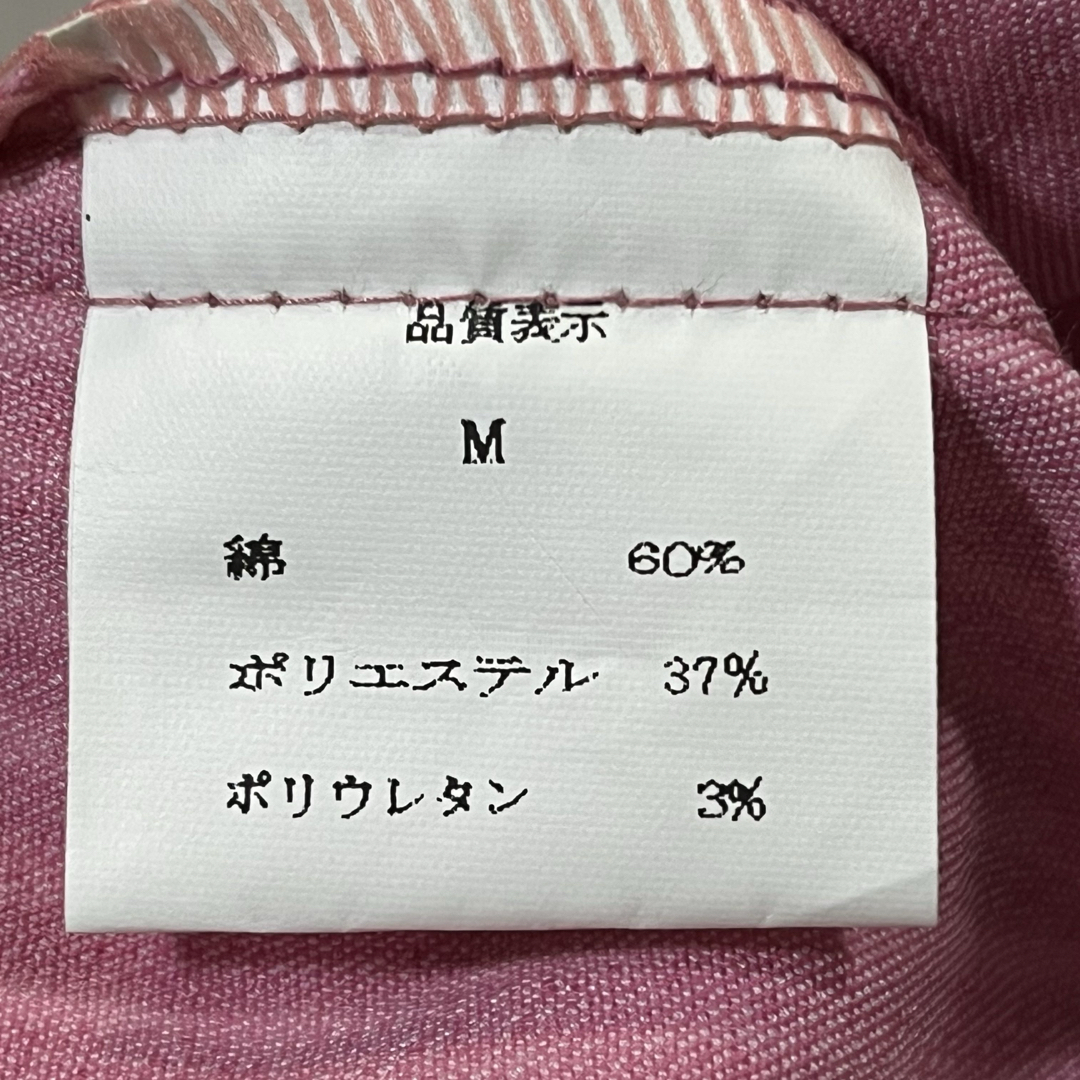 品質表示
M
綿 60%
ポリエステル 37%
ポリウレタン 3%